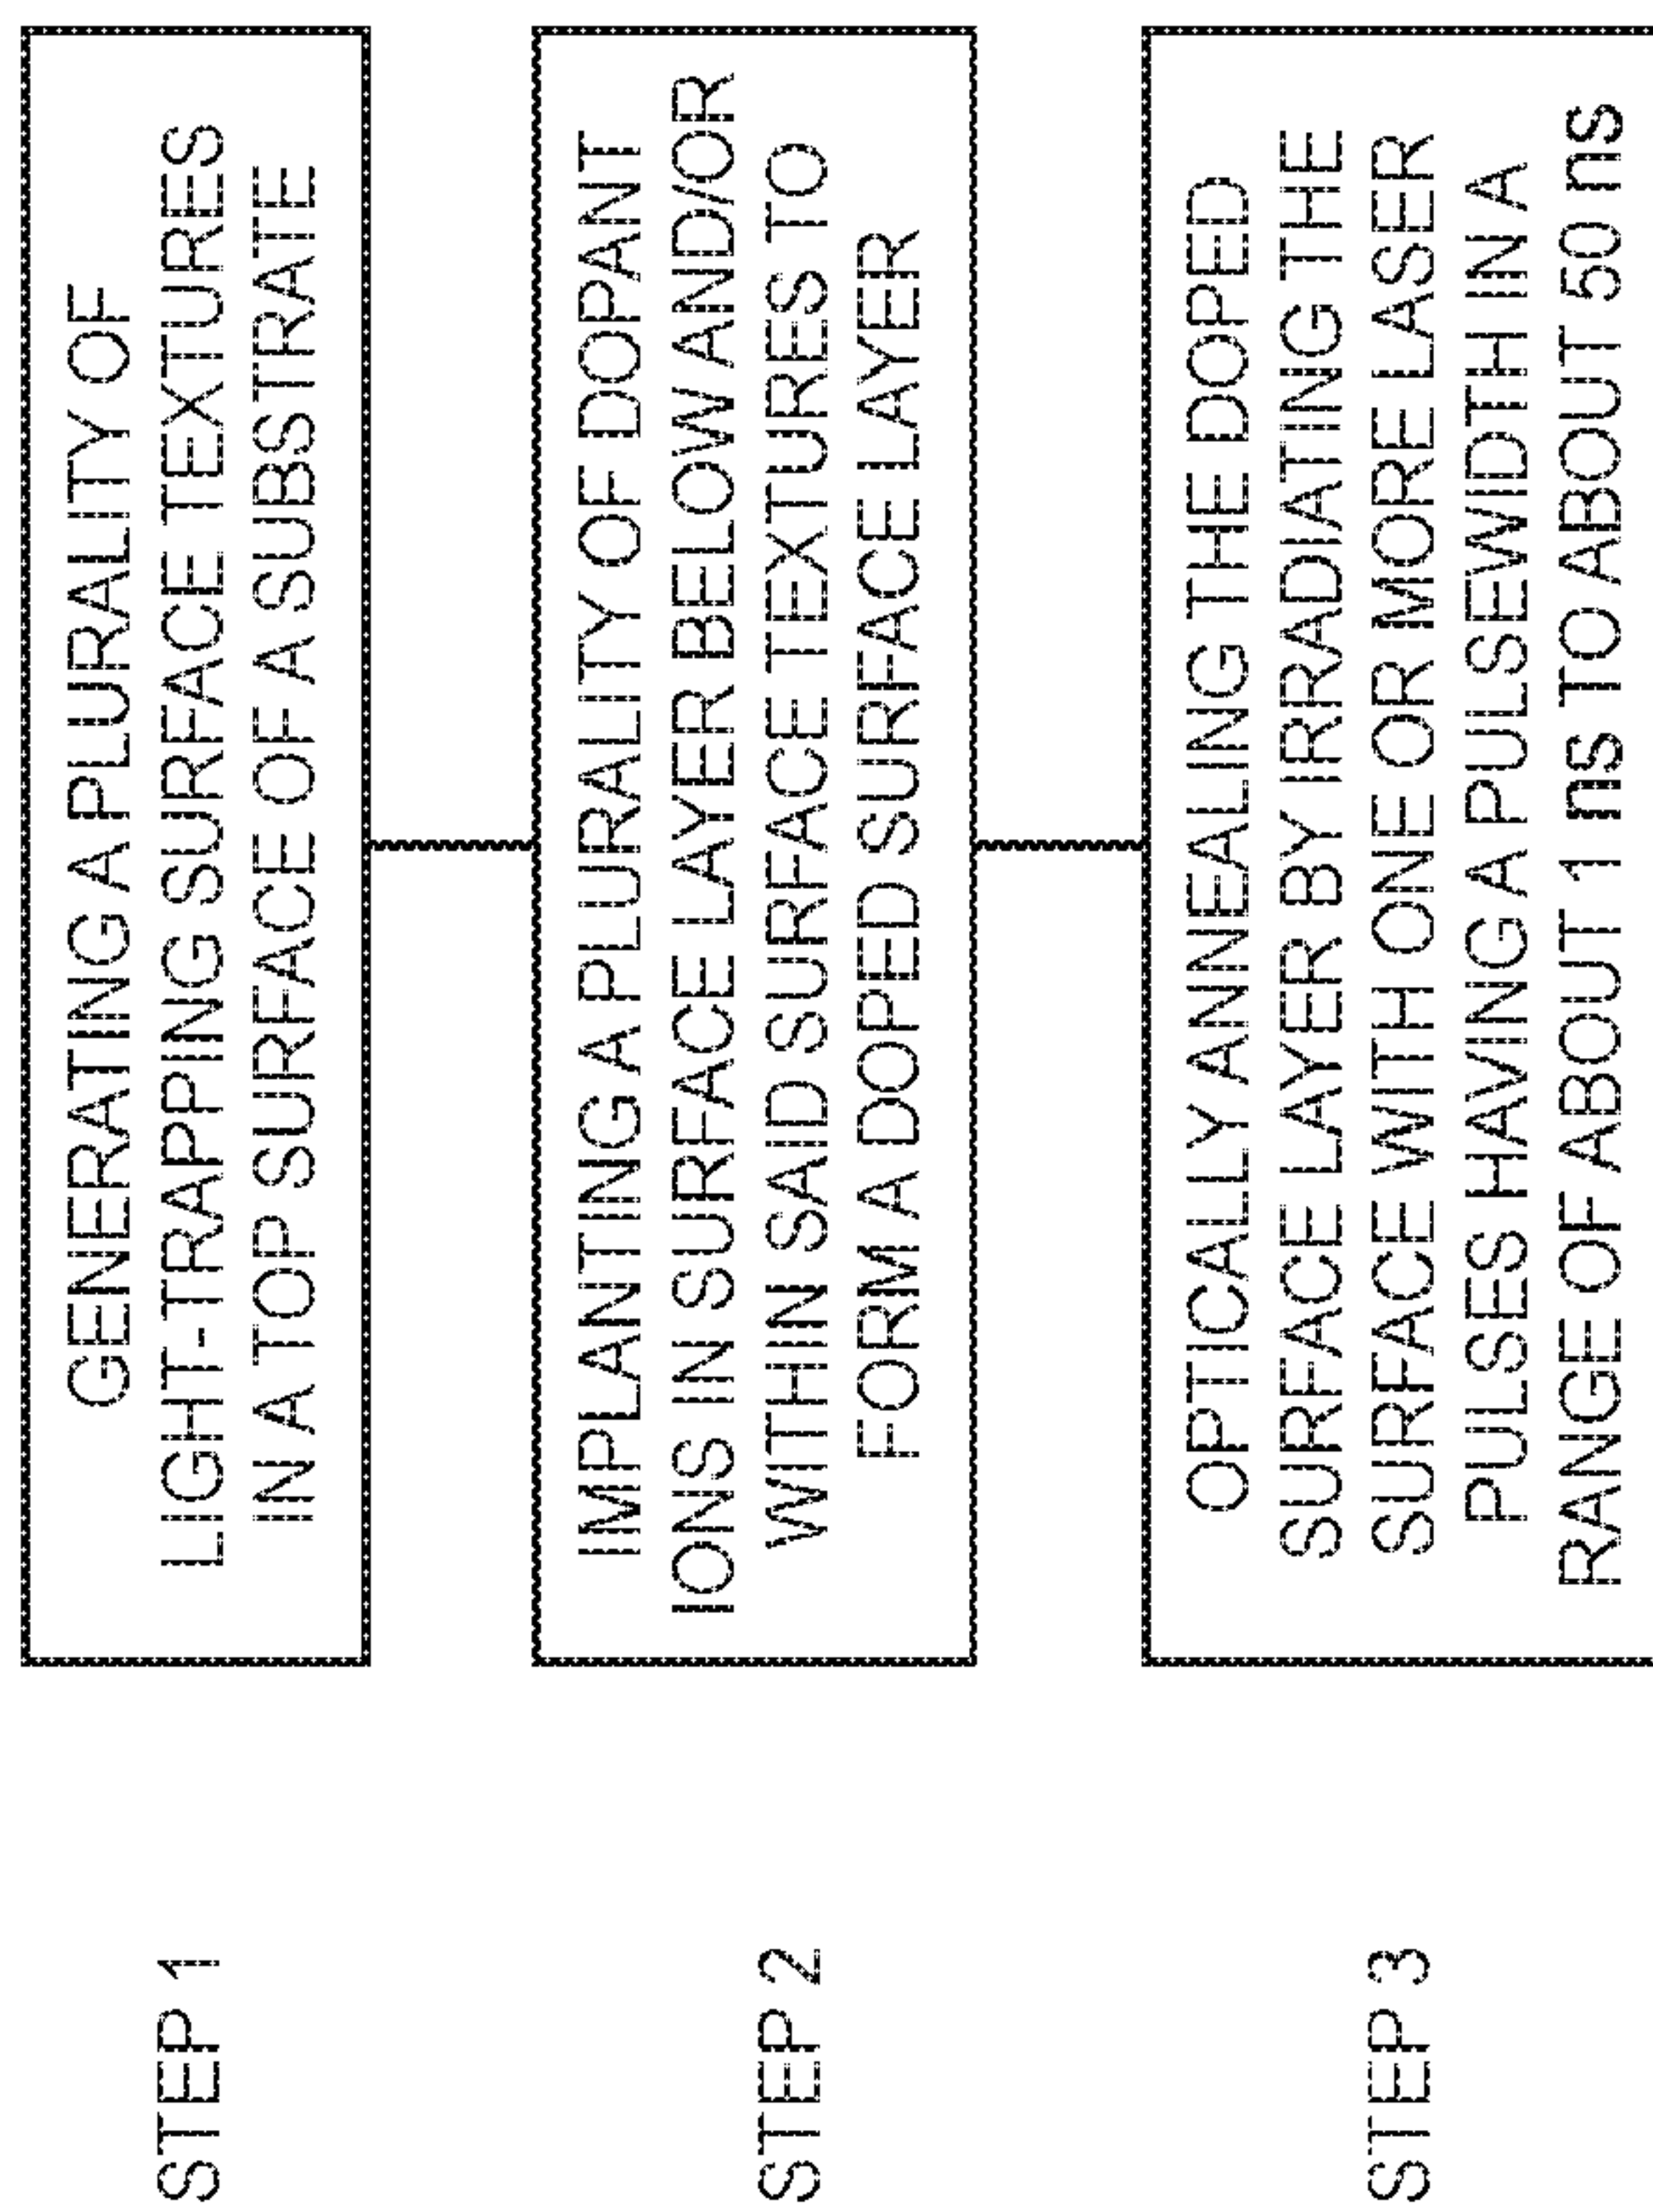 STEP 1
GENERATING A PLURALITY OF
LIGHT-TRAPPING SURFACE TEXTURES
IN A TOP SURFACE OF A SUBSTRATE
STEP 2
IMPLANTING A PLURALITY OF DOPANT
IONS IN SURFACE LAYER BELOW AND/OR
WITHIN SAID SURFACE TEXTURES TO
FORM A DOPED SURFACE LAYER
STEP 3
OPTICALLY ANNEALING THE DOPED
SURFACE LAYER BY IRRADIATING THE
SURFACE WITH ONE OR MORE LASER
PULSES HAVING A PULSEWIDTH IN A
RANGE OF ABOUT 1 ns TO ABOUT 50 ns